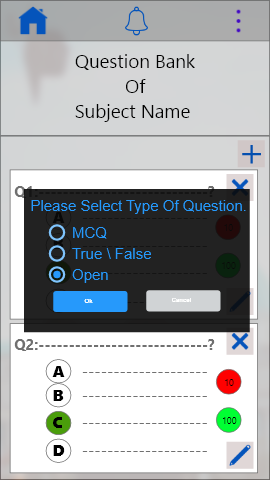 Question Bank
Of
Subject Name
Q1:-------------------------?
Please Select Type Of Question.
MCQ
True \ False
Open
100
Ok
Cancel
Q2:-------------------------?
A
10
B
C
100
D